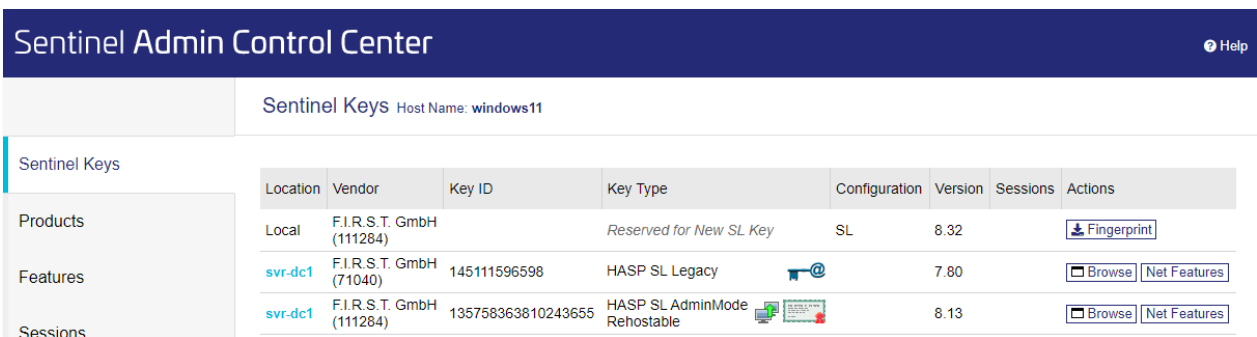 Sentinel Admin Control Center
Help
Sentinel Keys Host Name: windows11
Sentinel Keys
Products
Features
Sessions
Location Vendor Key ID Key Type Configuration Version Sessions Actions
Local F.I.R.S.T. GmbH (111284) Reserved for New SL Key SL 8.32 Fingerprint
svr-dc1 F.I.R.S.T. GmbH (71040) 145111596598 HASP SL Legacy 7.80 Browse Net Features
svr-dc1 F.I.R.S.T. GmbH (111284) 135758363810243655 HASP SL AdminMode Rehostable 8.13 Browse Net Features